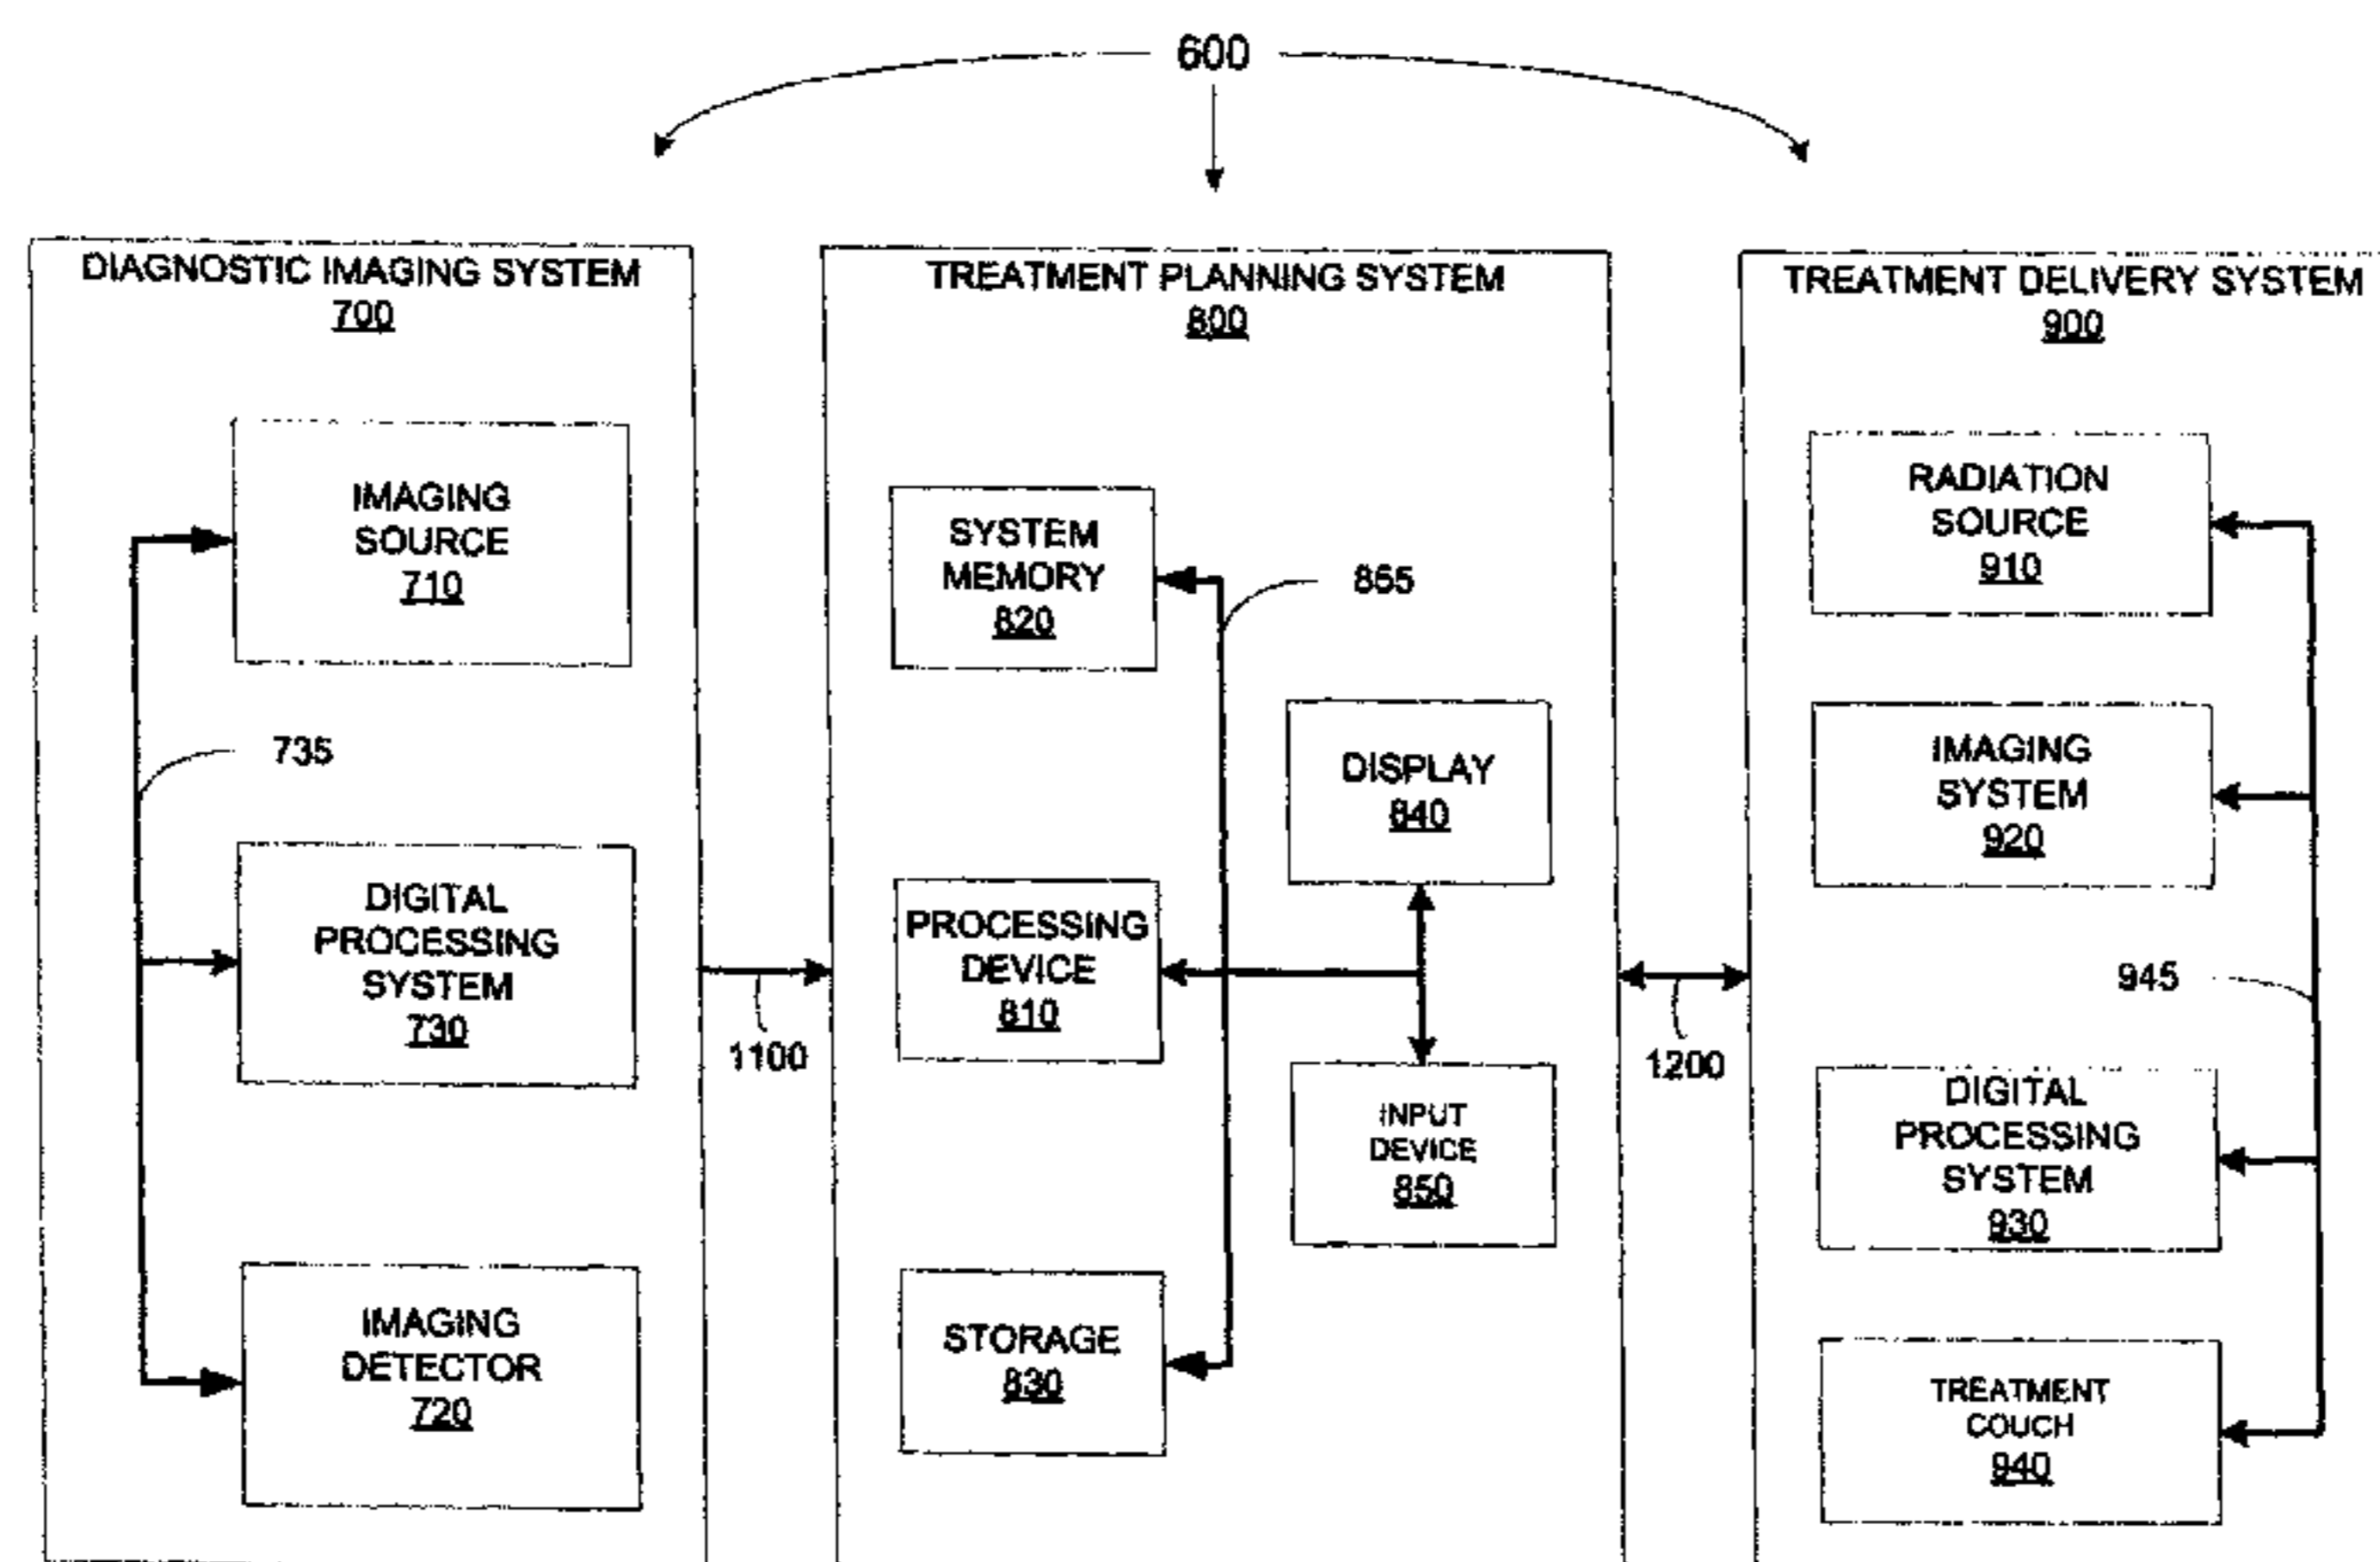 600
DIAGNOSTIC IMAGING SYSTEM
700
IMAGING
SOURCE
710
735
DIGITAL
PROCESSING
SYSTEM
730
IMAGING
DETECTOR
720
1100
TREATMENT PLANNING SYSTEM
800
SYSTEM
MEMORY
820
865
DISPLAY
840
PROCESSING
DEVICE
810
INPUT
DEVICE
850
STORAGE
830
1200
TREATMENT DELIVERY SYSTEM
900
RADIATION
SOURCE
910
IMAGING
SYSTEM
920
945
DIGITAL
PROCESSING
SYSTEM
930
TREATMENT
COUCH
940